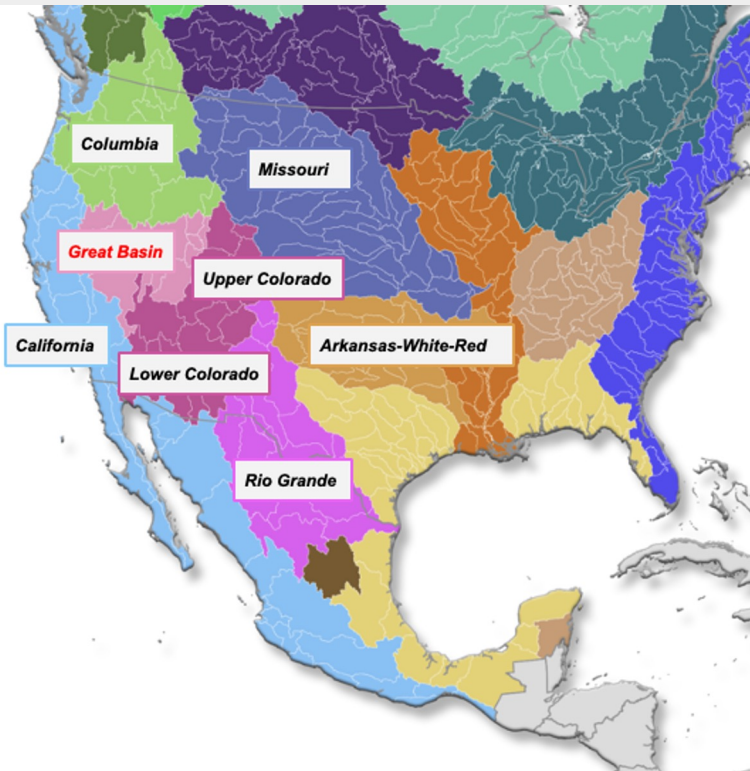 Columbia
Missouri
Great Basin
Upper Colorado
California
Arkansas-White-Red
Lower Colorado
Rio Grande